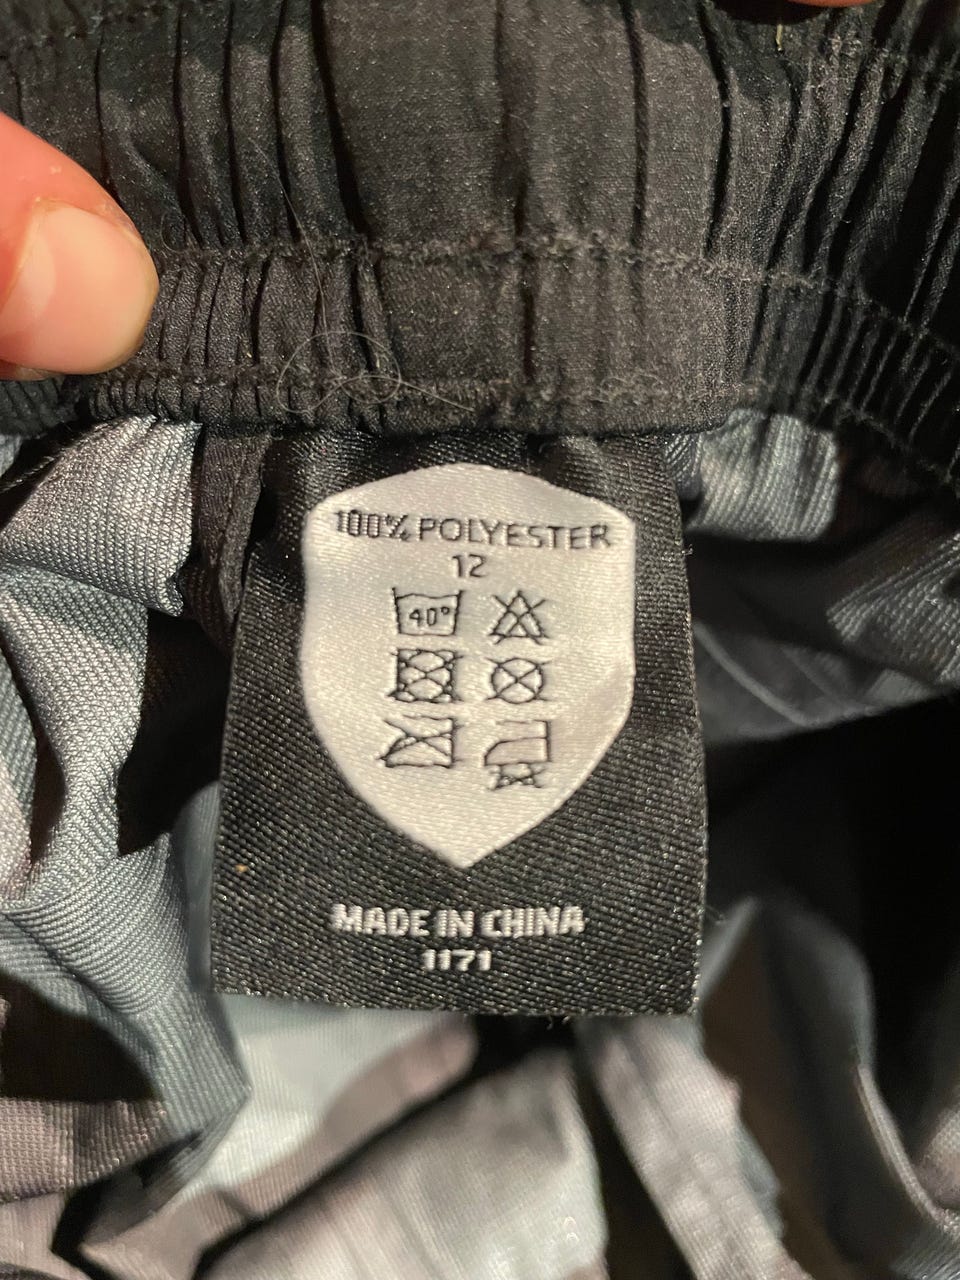 100% POLYESTER
12
40°
MADE IN CHINA
1171